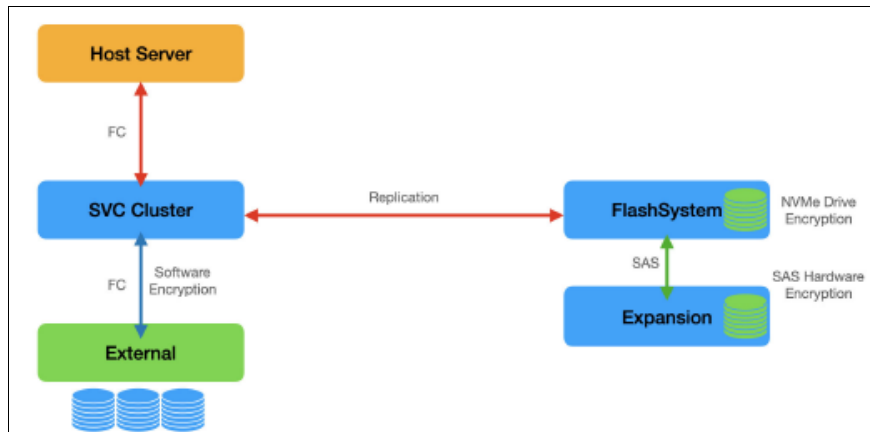 Host Server
FC
SVC Cluster
Replication
FlashSystem
NVMe Drive
Encryption
FC
Software
Encryption
SAS
SAS Hardware
Encryption
Expansion
External